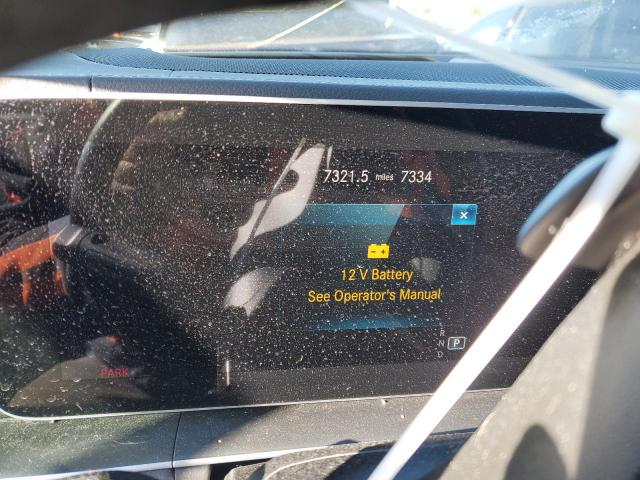 7321.5 miles 7334
×
- +
12 V Battery
See Operator's Manual
R
N P
D
PARK